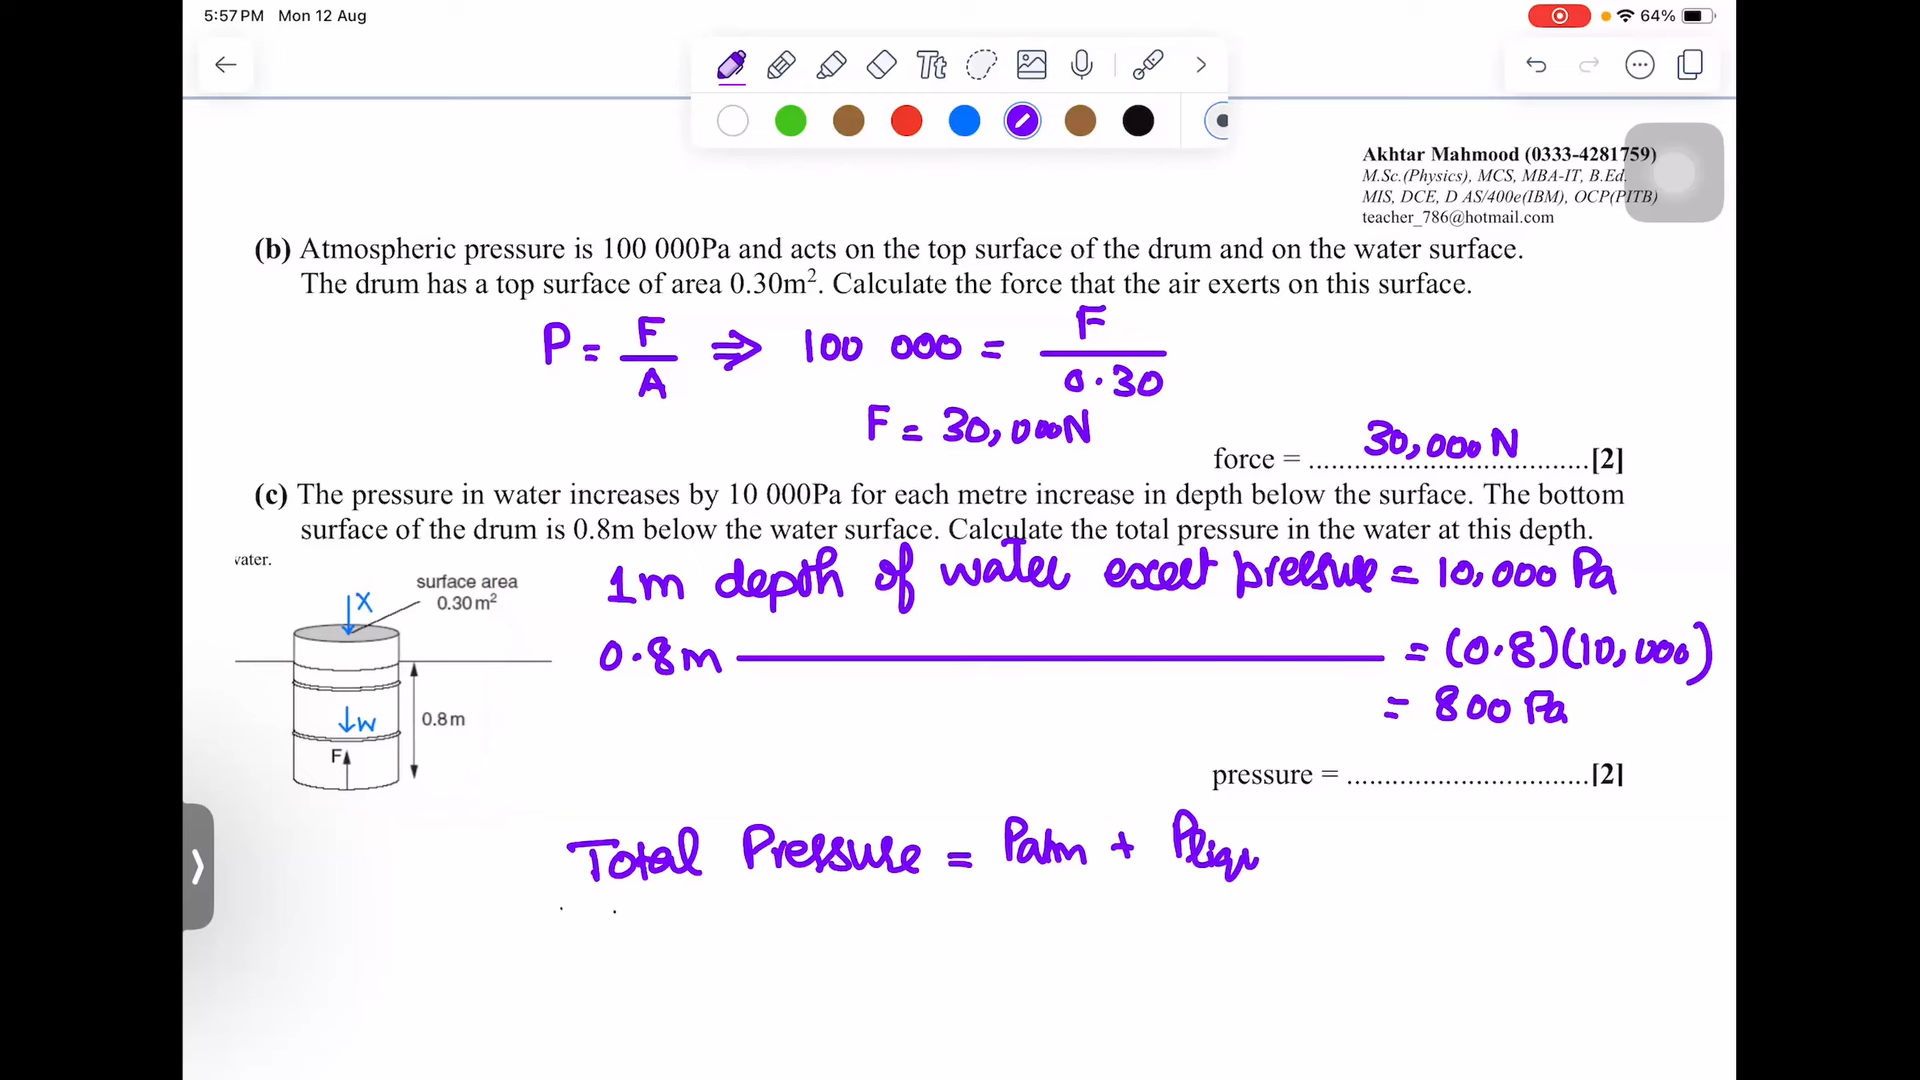 5:57 PM Mon 12 Aug
64%
Tt
Akhtar Mahmood (0333-4281759)
M.Sc.(Physics), MCS, MBA-IT, B.Ed.
MIS, DCE, D AS/400e(IBM), OCP(PITB)
teacher_786@hotmail.com
(b) Atmospheric pressure is 100 000Pa and acts on the top surface of the drum and on the water surface.
The drum has a top surface of area 0.30m². Calculate the force that the air exerts on this surface.
P = F/A ⇒ 100 000 = F/0.30
F = 30,000N
30,000N
force = ..................................[2]
(c) The pressure in water increases by 10 000Pa for each metre increase in depth below the surface. The bottom
surface of the drum is 0.8m below the water surface. Calculate the total pressure in the water at this depth.
vater.
1m depth of water exert pressure = 10,000 Pa
surface area
0.30 m²
X
0.8m ———— = (0.8)(10,000)
= 800 Pa
W
0.8 m
F
pressure = ..............................[2]
Total Pressure = Patm + Pliqu